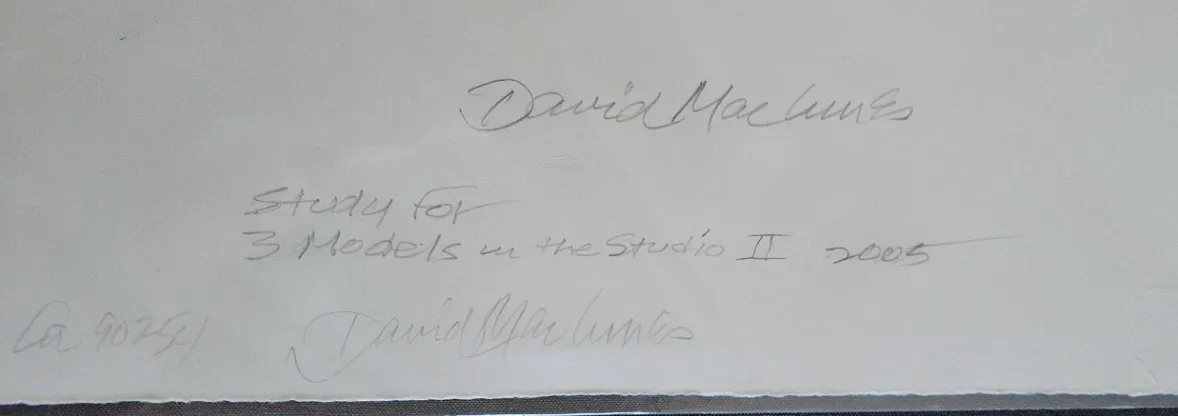 David MacInnes
Study for
3 Models in the Studio II 2005
Ca 90254 David MacInnes